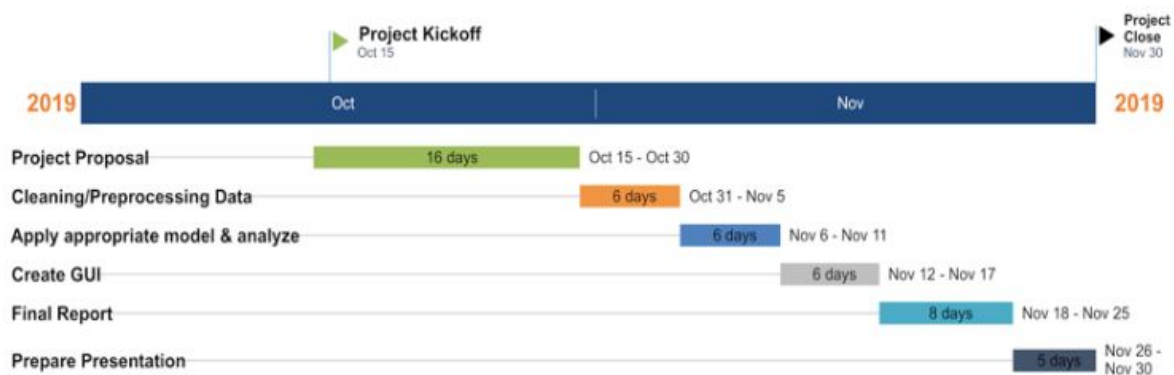 Project Kickoff
Oct 15
Project
Close
Nov 30
2019
Oct
Nov
2019
Project Proposal
16 days
Oct 15 - Oct 30
Cleaning/Preprocessing Data
6 days
Oct 31 - Nov 5
Apply appropriate model & analyze
6 days
Nov 6 - Nov 11
Create GUI
6 days
Nov 12 - Nov 17
Final Report
8 days
Nov 18 - Nov 25
Prepare Presentation
5 days
Nov 26 -
Nov 30